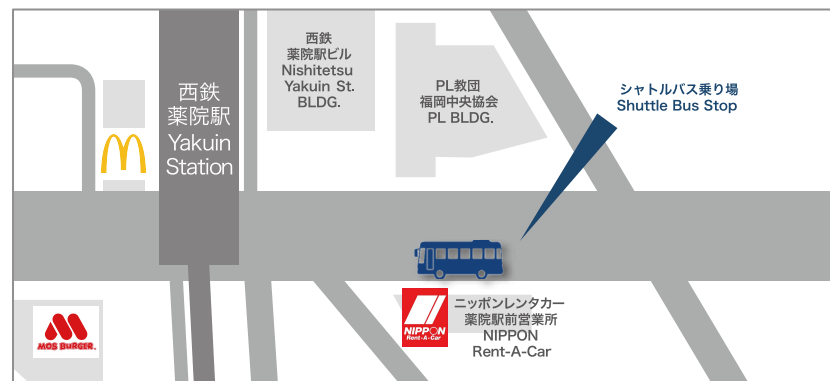 西鉄
薬院駅
Yakuin
Station
西鉄
薬院駅ビル
Nishitetsu
Yakuin St.
BLDG.
PL教団
福岡中央協会
PL BLDG.
シャトルバス乗り場
Shuttle Bus Stop
MOS BURGER.
NIPPON
Rent-A-Car
ニッポンレンタカー
薬院駅前営業所
NIPPON
Rent-A-Car